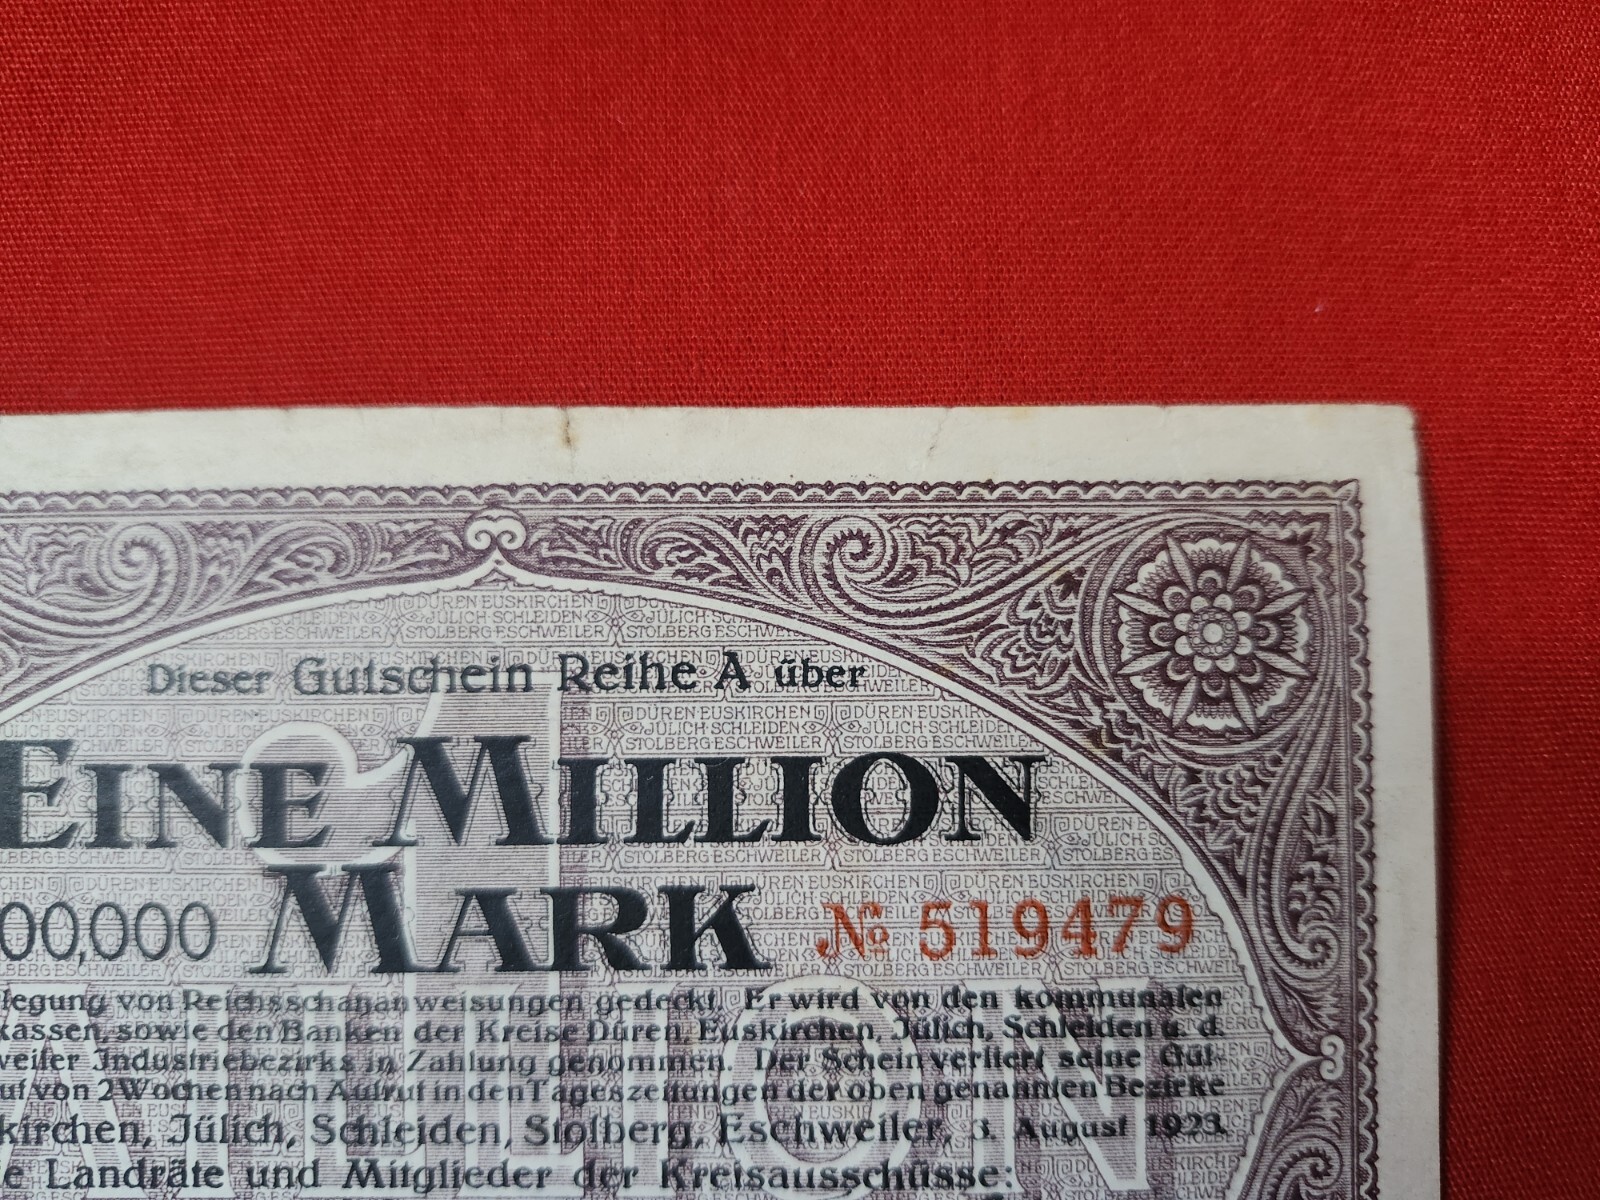 Dieser Gutschein Reihe A über
EINE MILLION
00,000 MARK № 519479
legung von Reichsschatzanweisungen gedeckt. Er wird von den kommunalen
kassen, sowie den Banken der Kreise Düren, Euskirchen, Jülich, Schleiden u. d.
weiler Industriebezirks in Zahlung genommen. Der Schein verliert seine Gül-
auf von 2 Wochen nach Aufruf in den Tageszeitungen der oben genannten Bezirke
kirchen, Jülich, Schleiden, Stolberg, Eschweiler, 3. August 1923.
ie Landräte und Mitglieder der Kreisausschüsse: